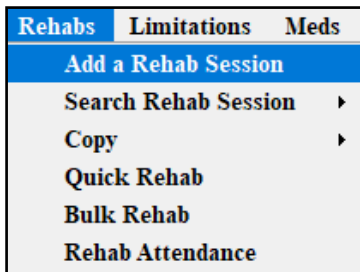 Rehabs Limitations Meds
Add a Rehab Session
Search Rehab Session
Copy
Quick Rehab
Bulk Rehab
Rehab Attendance